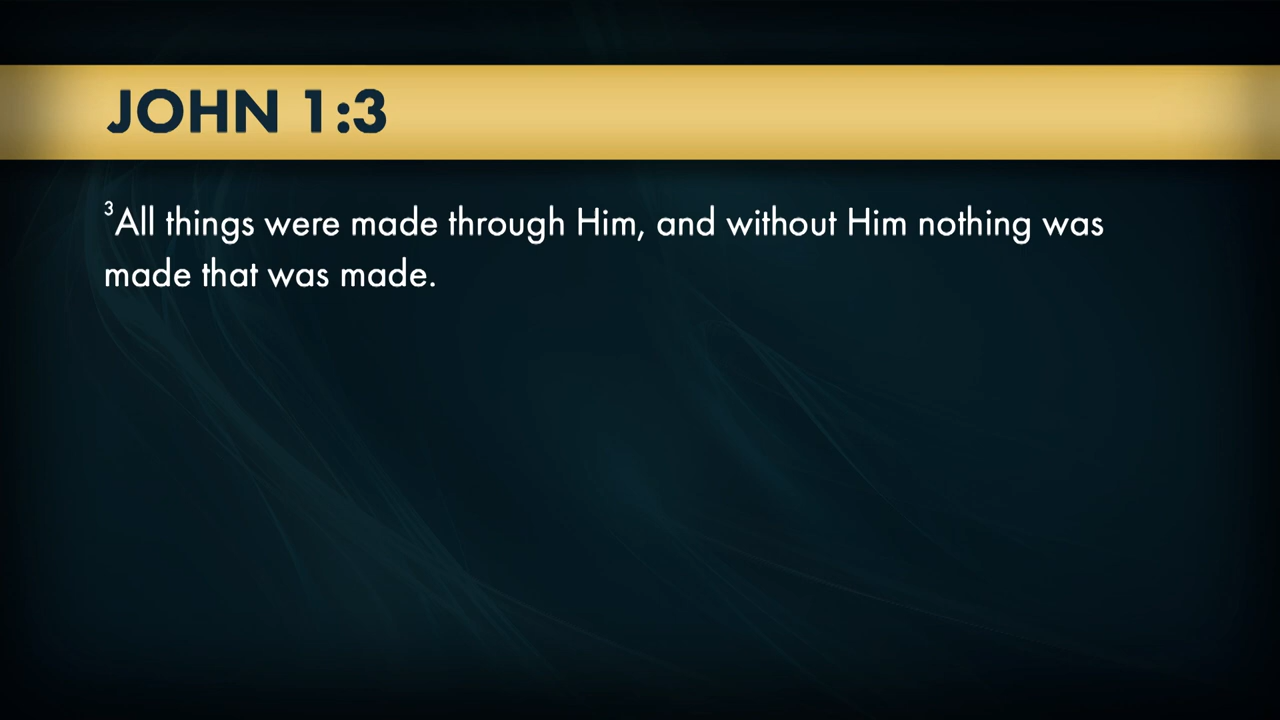 JOHN 1:3
³All things were made through Him, and without Him nothing was
made that was made.